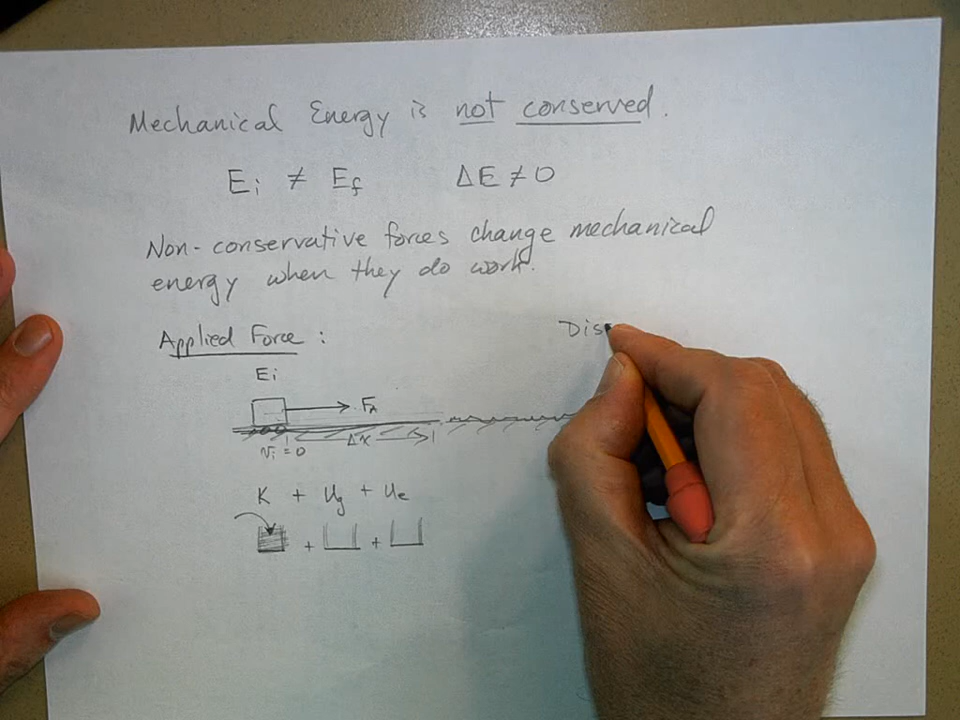 Mechanical Energy is not conserved.
Ei ≠ Ef ΔE ≠ 0
Non-conservative forces change mechanical
energy when they do work.
Applied Force :
Dis
Ei
FA
Δx
vi = 0
K + Ug + Ue
+ +